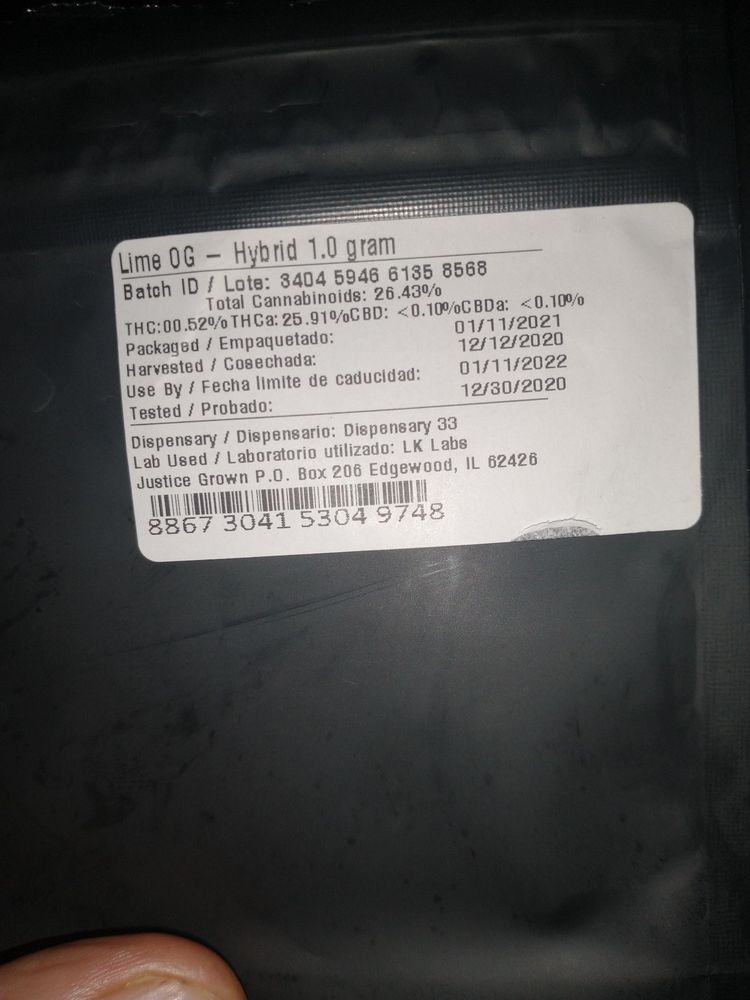 Lime OG – Hybrid 1.0 gram
Batch ID / Lote: 3404 5946 6135 8568
Total Cannabinoids: 26.43%
THC:00.52% THCa: 25.91%CBD: <0.10%CBDa: <0.10%
Packaged / Empaquetado: 01/11/2021
Harvested / Cosechada: 12/12/2020
Use By / Fecha limite de caducidad: 01/11/2022
Tested / Probado: 12/30/2020
Dispensary / Dispensario: Dispensary 33
Lab Used / Laboratorio utilizado: LK Labs
Justice Grown P.O. Box 206 Edgewood, IL 62426
8867 3041 5304 9748